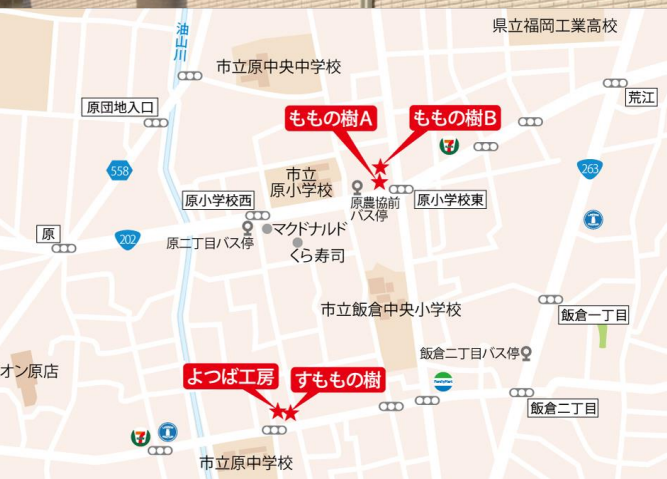 県立福岡工業高校
油山川
市立原中央中学校
荒江
原団地入口
ももの樹A
ももの樹B
7
558
市立
原小学校
263
原農協前
バス停
原小学校東
原小学校西
原
202
原二丁目バス停
マクドナルド
くら寿司
市立飯倉中央小学校
飯倉一丁目
飯倉二丁目バス停
オン原店
よつば工房
すももの樹
FamilyMart
飯倉二丁目
7
市立原中学校